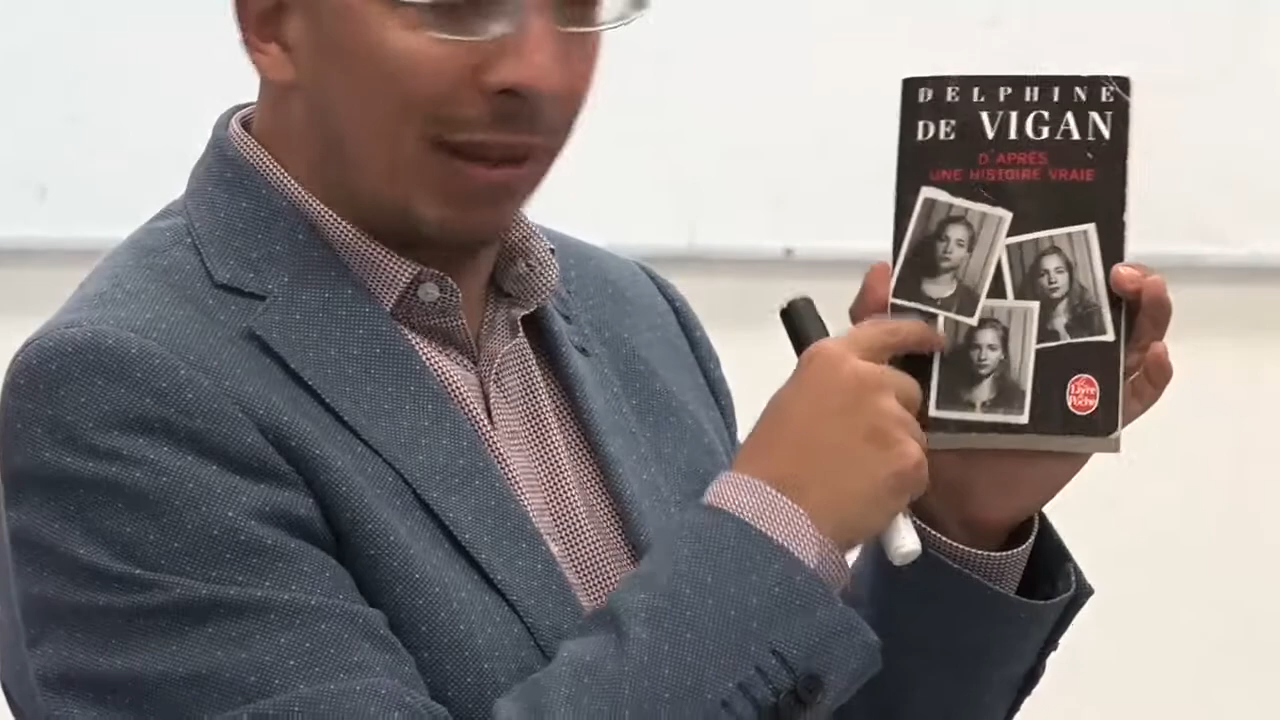 DELPHINE
DE VIGAN
D'APRÈS
UNE HISTOIRE VRAIE
Le
Livre
de
Poche